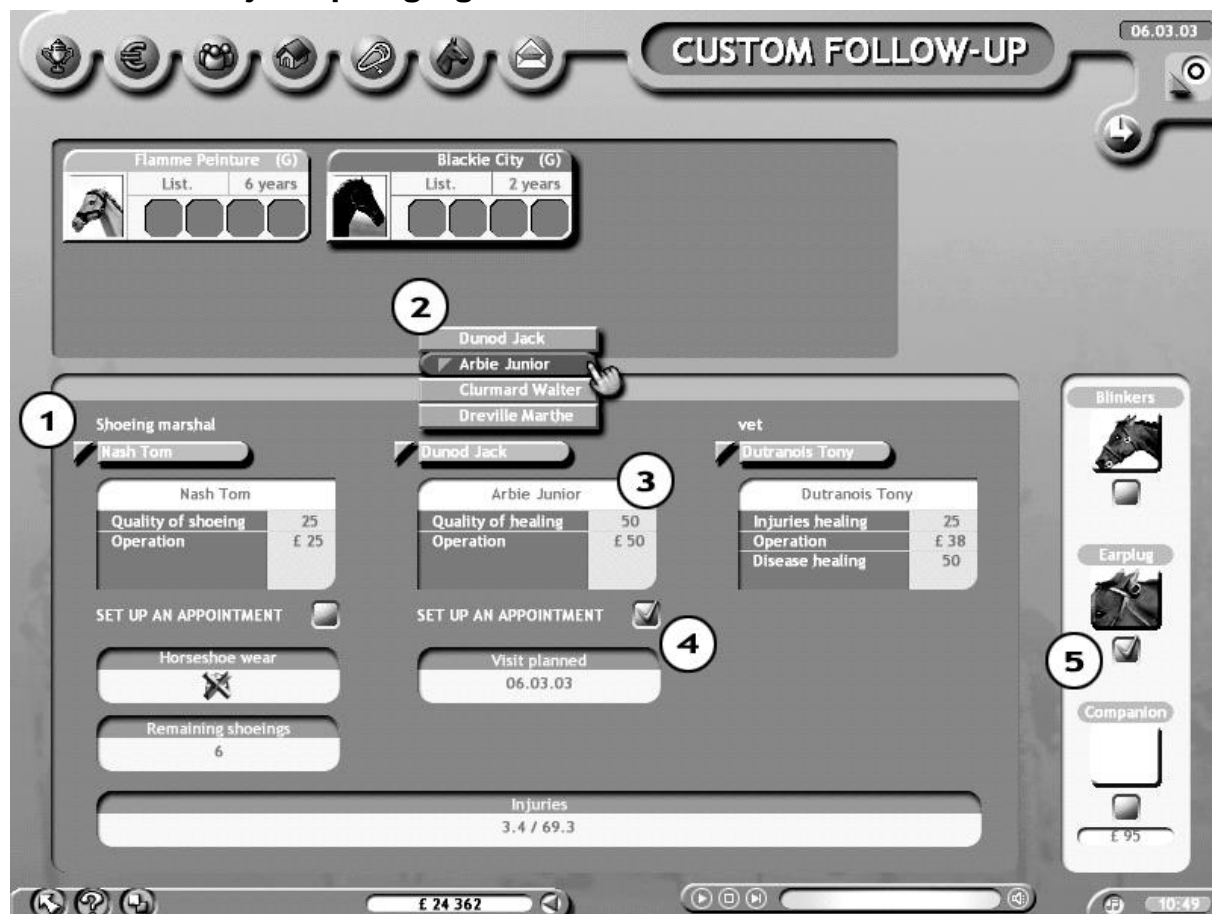 CUSTOM FOLLOW-UP
06.03.03
Flamme Peinture (G)
List. 6 years
Blackie City (G)
List. 2 years
2
Dunod Jack
Arbie Junior
Clurmard Walter
Dreville Marthe
1
Shoeing marshal
Nash Tom
Dunod Jack
vet
Dutranois Tony
3
Nash Tom
Quality of shoeing 25
Operation £ 25
Arbie Junior
Quality of healing 50
Operation £ 50
Dutranois Tony
Injuries healing 25
Operation £ 38
Disease healing 50
SET UP AN APPOINTMENT
SET UP AN APPOINTMENT
4
Horseshoe wear
Visit planned
06.03.03
Remaining shoeings
6
Injuries
3.4 / 69.3
Blinkers
Earplug
5
Companion
£ 95
£ 24 362
10:49